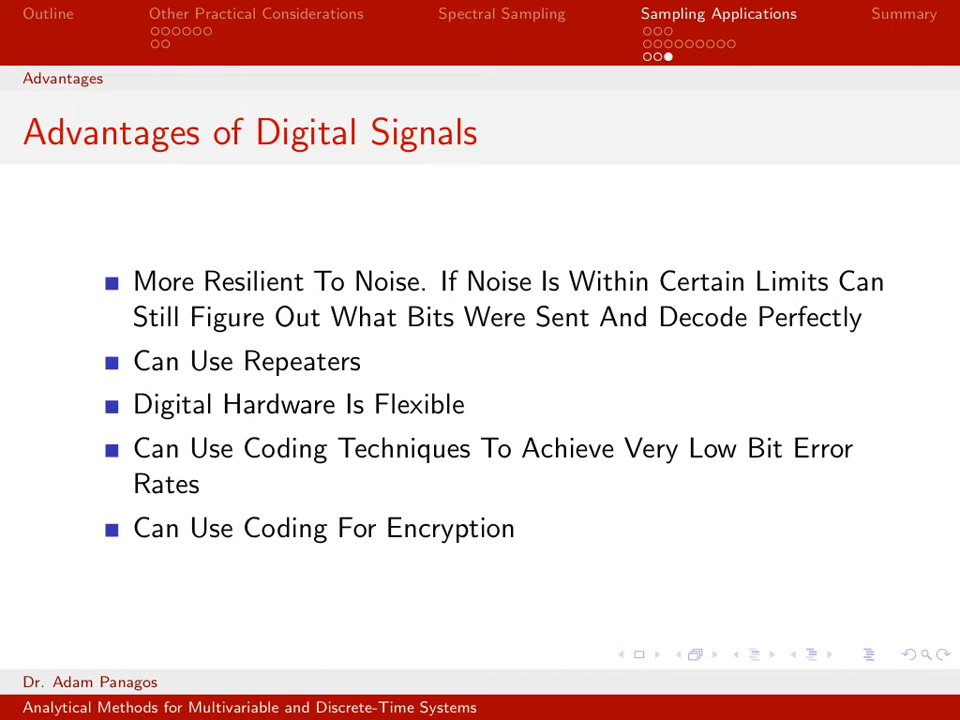 Outline Other Practical Considerations Spectral Sampling Sampling Applications Summary
Advantages
Advantages of Digital Signals
More Resilient To Noise. If Noise Is Within Certain Limits Can
Still Figure Out What Bits Were Sent And Decode Perfectly
Can Use Repeaters
Digital Hardware Is Flexible
Can Use Coding Techniques To Achieve Very Low Bit Error
Rates
Can Use Coding For Encryption
Dr. Adam Panagos
Analytical Methods for Multivariable and Discrete-Time Systems